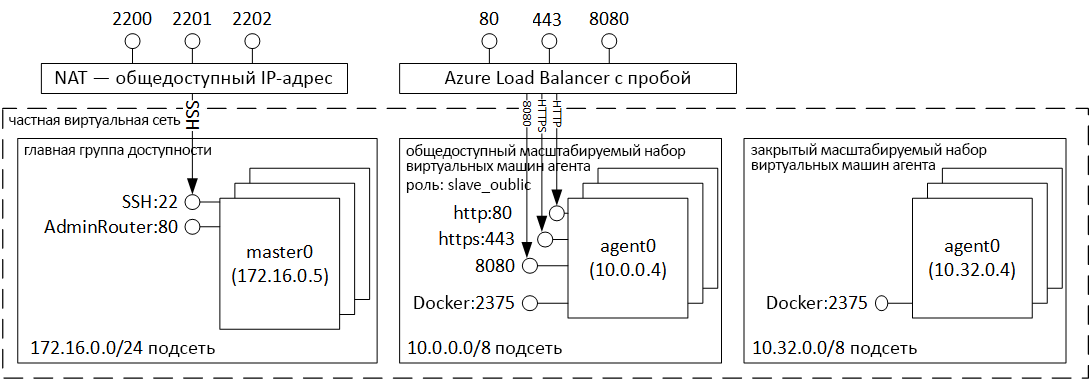 2200 2201 2202
80 443 8080
NAT — общедоступный IP-адрес
Azure Load Balancer с пробой
SSH
8080
HTTPS
HTTP
частная виртуальная сеть
главная группа доступности
SSH:22
AdminRouter:80
master0
(172.16.0.5)
172.16.0.0/24 подсеть
общедоступный масштабируемый набор
виртуальных машин агента
роль: slave_oublic
http:80
https:443
8080
Docker:2375
agent0
(10.0.0.4)
10.0.0.0/8 подсеть
закрытый масштабируемый набор
виртуальных машин агента
agent0
(10.32.0.4)
Docker:2375
10.32.0.0/8 подсеть